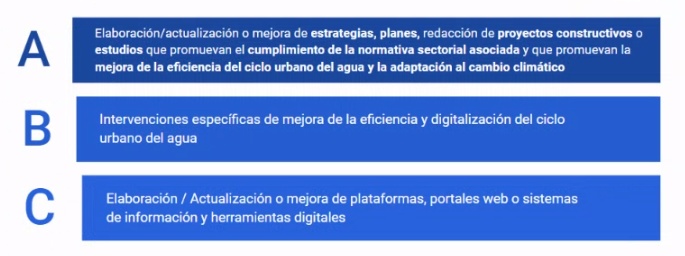 A
Elaboración/actualización o mejora de estrategias, planes, redacción de proyectos constructivos o
estudios que promuevan el cumplimiento de la normativa sectorial asociada y que promuevan la
mejora de la eficiencia del ciclo urbano del agua y la adaptación al cambio climático
B
Intervenciones específicas de mejora de la eficiencia y digitalización del ciclo
urbano del agua
C
Elaboración / Actualización o mejora de plataformas, portales web o sistemas
de información y herramientas digitales